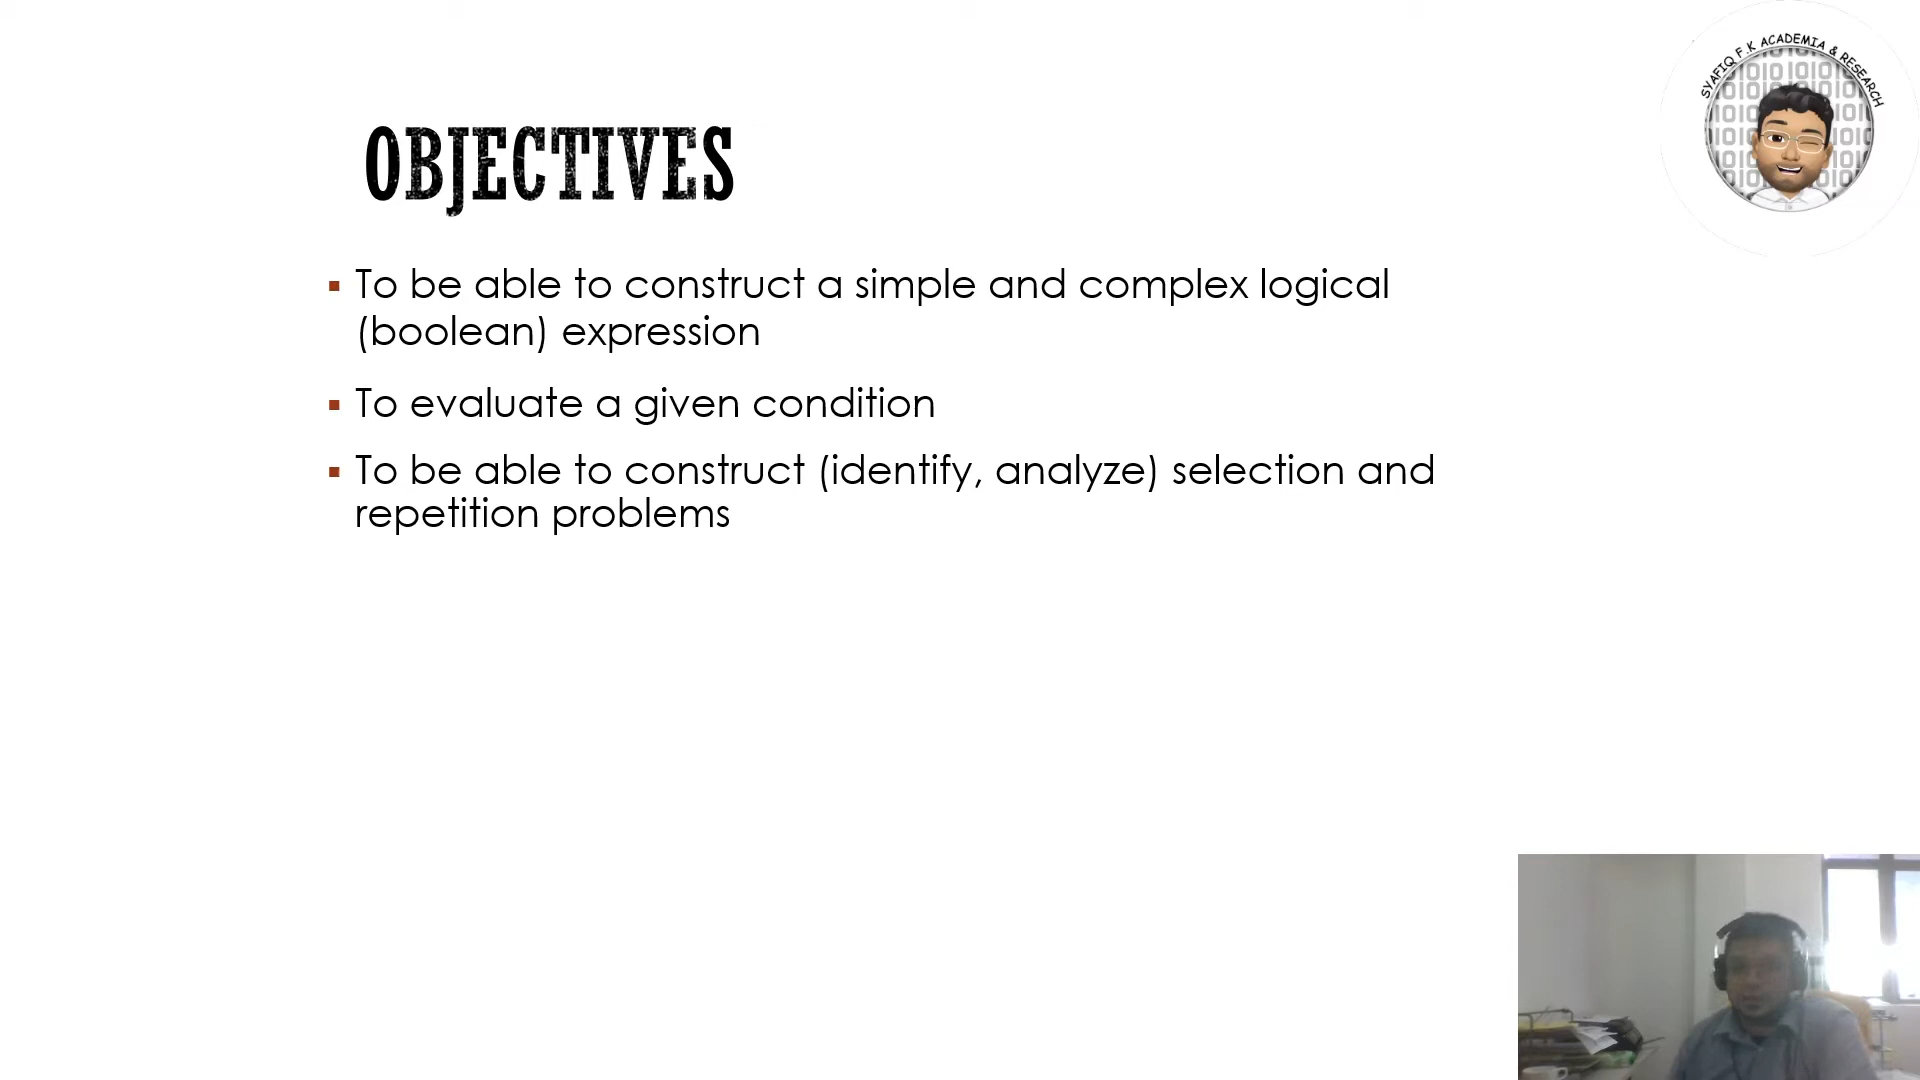 SYAFIQ F.K ACADEMIA & RESEARCH
OBJECTIVES
▪ To be able to construct a simple and complex logical
(boolean) expression
▪ To evaluate a given condition
▪ To be able to construct (identify, analyze) selection and
repetition problems